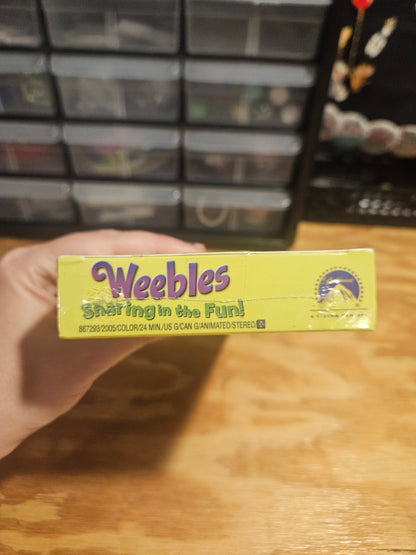 Weebles
Sharing in the Fun!
867293/2005/COLOR/24 MIN./US G/CAN G/ANIMATED/STEREO/